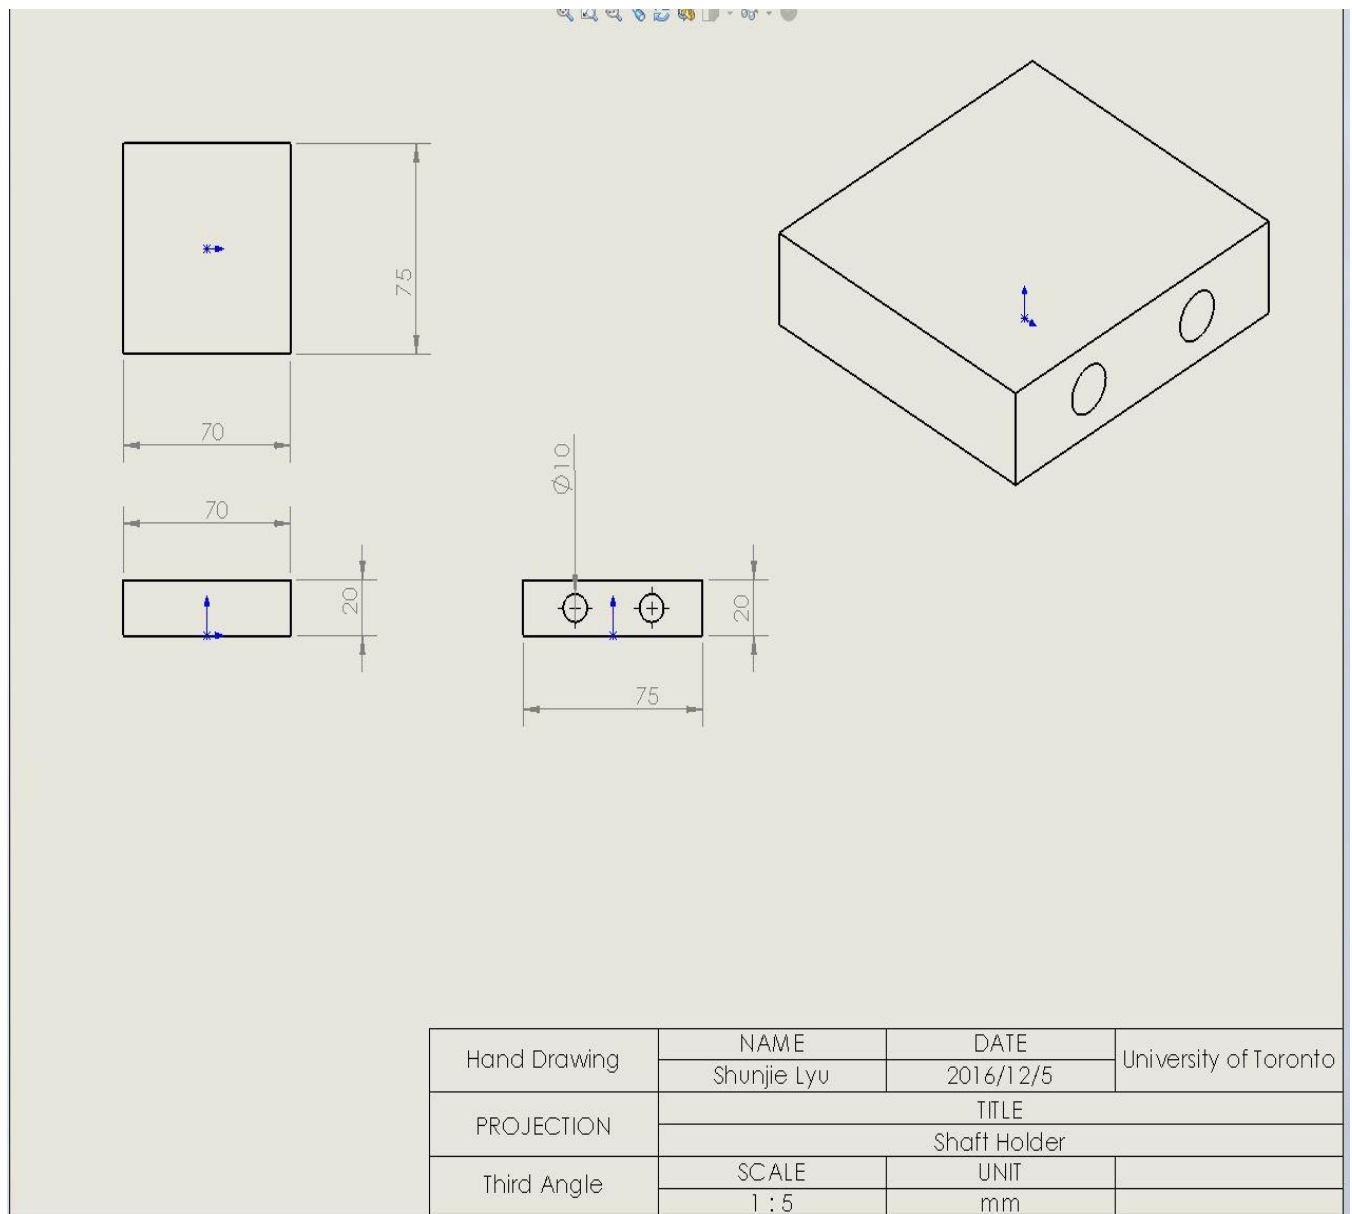 75
70
70
20
Ø10
20
75
Hand Drawing
NAME
DATE
University of Toronto
Shunjie Lyu
2016/12/5
PROJECTION
TITLE
Shaft Holder
Third Angle
SCALE
UNIT
1 : 5
mm